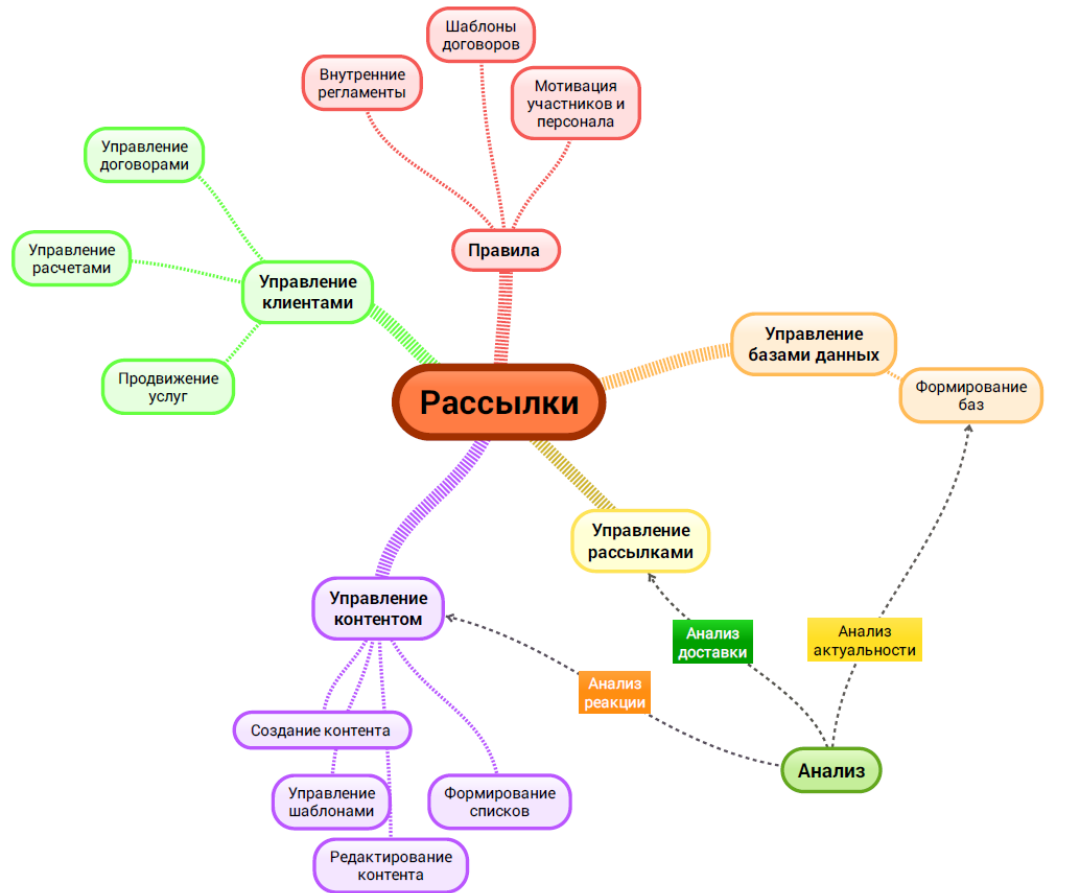 Шаблоны
договоров
Внутренние
регламенты
Мотивация
участников и
персонала
Управление
договорами
Правила
Управление
расчетами
Управление
клиентами
Управление
базами данных
Продвижение
услуг
Формирование
баз
Рассылки
Управление
рассылками
Управление
контентом
Анализ
доставки
Анализ
актуальности
Анализ
реакции
Создание контента
Анализ
Управление
шаблонами
Формирование
списков
Редактирование
контента